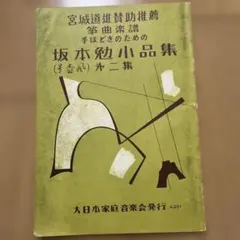 宮城道雄賛助推薦
箏曲楽譜
手ほどきのための
坂本勉小品集
第二集
大日本家庭音楽会発行